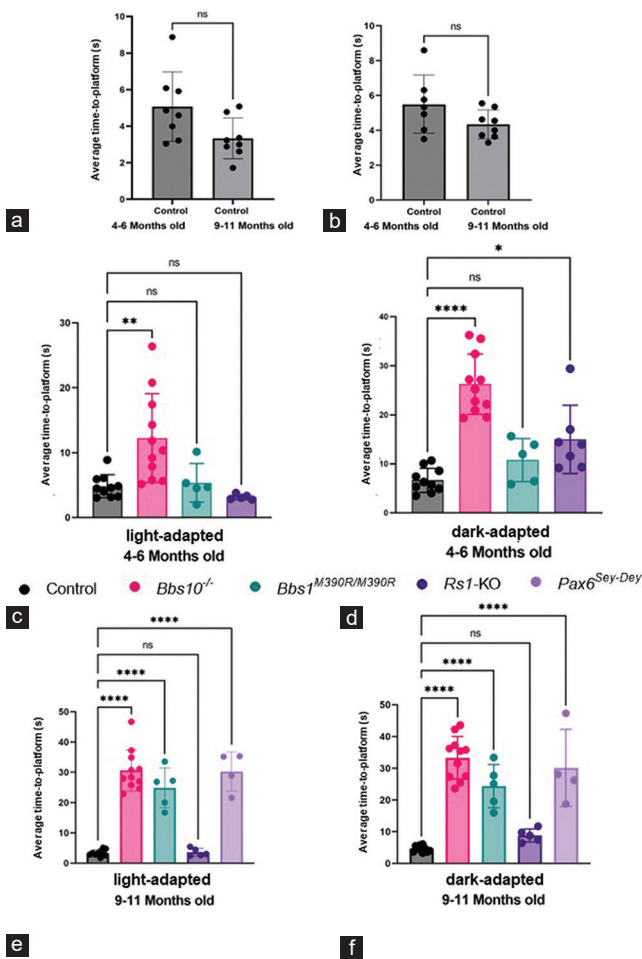 ns
ns
Average time-to-platform (s)
10
8
6
4
2
0
Average time-to-platform (s)
10
8
6
4
2
0
Control
Control
4-6 Months old
9-11 Months old
Control
Control
4-6 Months old
9-11 Months old
a
b
ns
ns
**
Average time-to-platform (s)
30
20
10
0
light-adapted
4-6 Months old
*
ns
****
Average time-to-platform (s)
40
30
20
10
0
dark-adapted
4-6 Months old
Control
Bbs10-/-
Bbs1M390R/M390R
Rs1-KO
Pax6Sey-Dey
c
d
****
ns
****
****
Average time-to-platform (s)
50
40
30
20
10
0
light-adapted
9-11 Months old
****
ns
****
****
Average time-to-platform (s)
50
40
30
20
10
0
dark-adapted
9-11 Months old
e
f